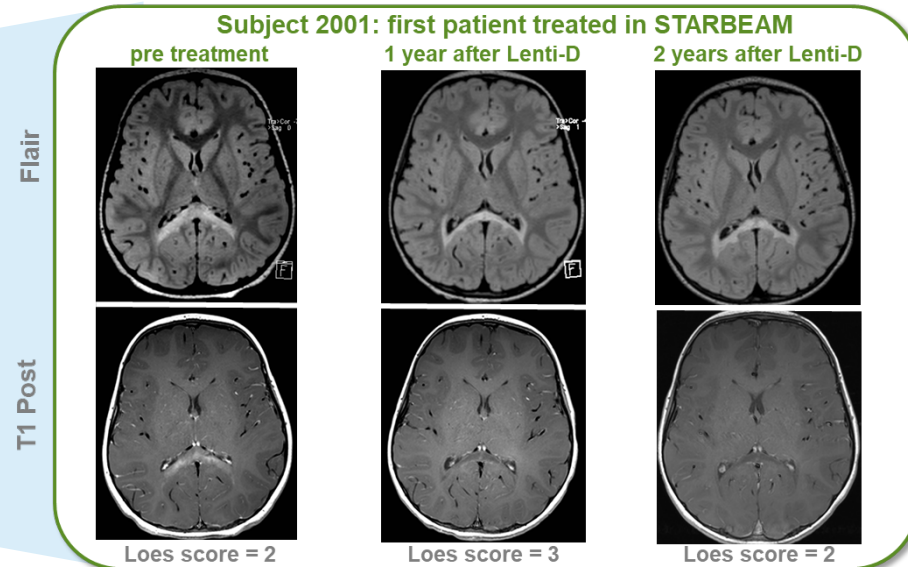 Subject 2001: first patient treated in STARBEAM
pre treatment
1 year after Lenti-D
2 years after Lenti-D
Flair
F
F
T1 Post
Loes score = 2
Loes score = 3
Loes score = 2